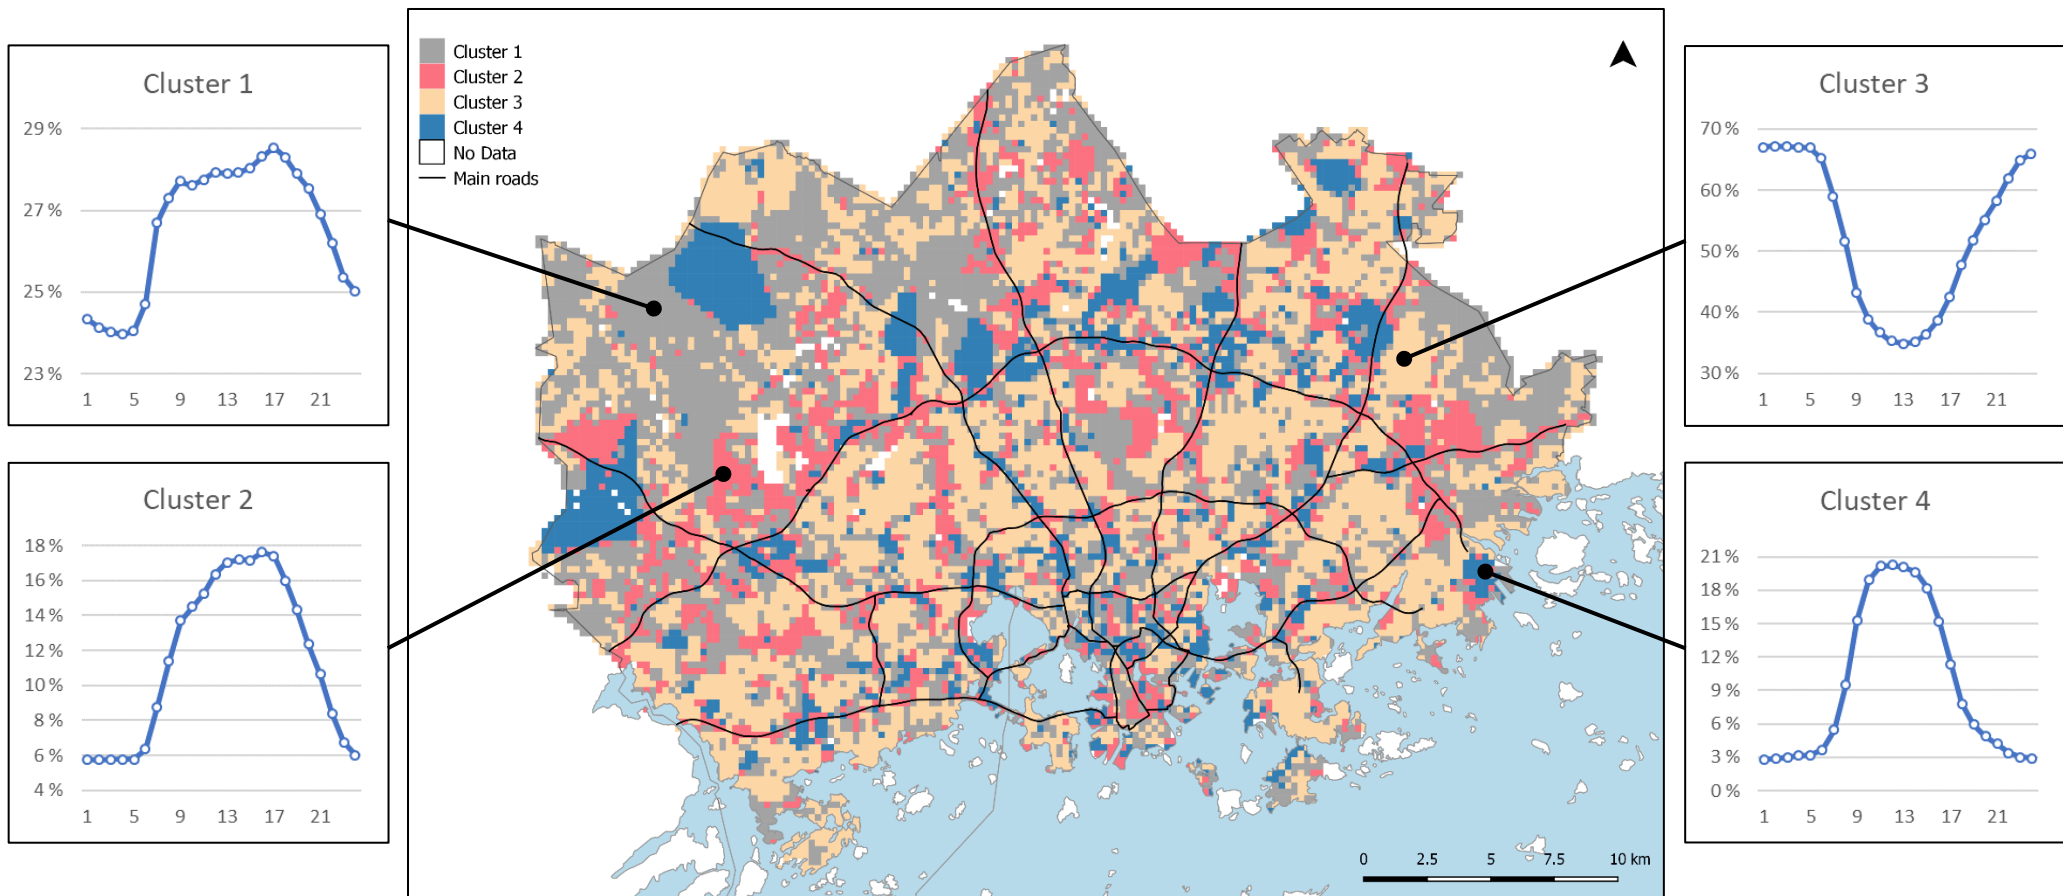 Cluster 1
29 %
27 %
25 %
23 %
1 5 9 13 17 21
Cluster 2
18 %
16 %
14 %
12 %
10 %
8 %
6 %
4 %
1 5 9 13 17 21
Cluster 1
Cluster 2
Cluster 3
Cluster 4
No Data
Main roads
0 2.5 5 7.5 10 km
Cluster 3
70 %
60 %
50 %
40 %
30 %
1 5 9 13 17 21
Cluster 4
21 %
18 %
15 %
12 %
9 %
6 %
3 %
0 %
1 5 9 13 17 21